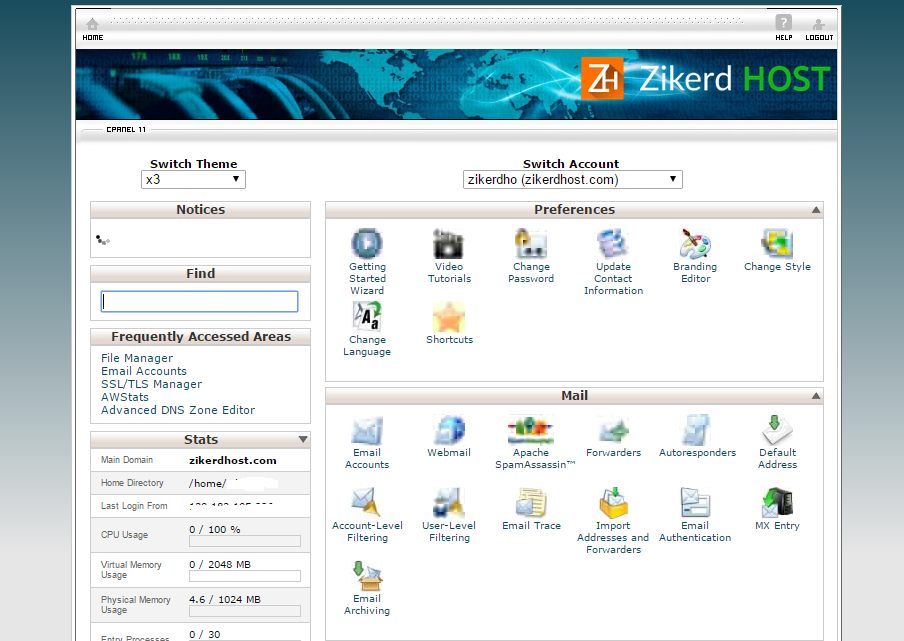 HOME
HELP
LOGOUT
ZH Zikerd HOST
CPANEL 11
Switch Theme
x3
Switch Account
zikerdho (zikerdhost.com)
Notices
Find
Frequently Accessed Areas
File Manager
Email Accounts
SSL/TLS Manager
AWStats
Advanced DNS Zone Editor
Stats
Main Domain
zikerdhost.com
Home Directory
/home/
Last Login From
CPU Usage
0 / 100 %
Virtual Memory
Usage
0 / 2048 MB
Physical Memory
Usage
4.6 / 1024 MB
Entry Processes
0 / 30
Preferences
Getting
Started
Wizard
Video
Tutorials
Change
Password
Update
Contact
Information
Branding
Editor
Change Style
Change
Language
Shortcuts
Mail
Email
Accounts
Webmail
Apache
SpamAssassin™
Forwarders
Autoresponders
Default
Address
Account-Level
Filtering
User-Level
Filtering
Email Trace
Import
Addresses and
Forwarders
Email
Authentication
MX Entry
Email
Archiving